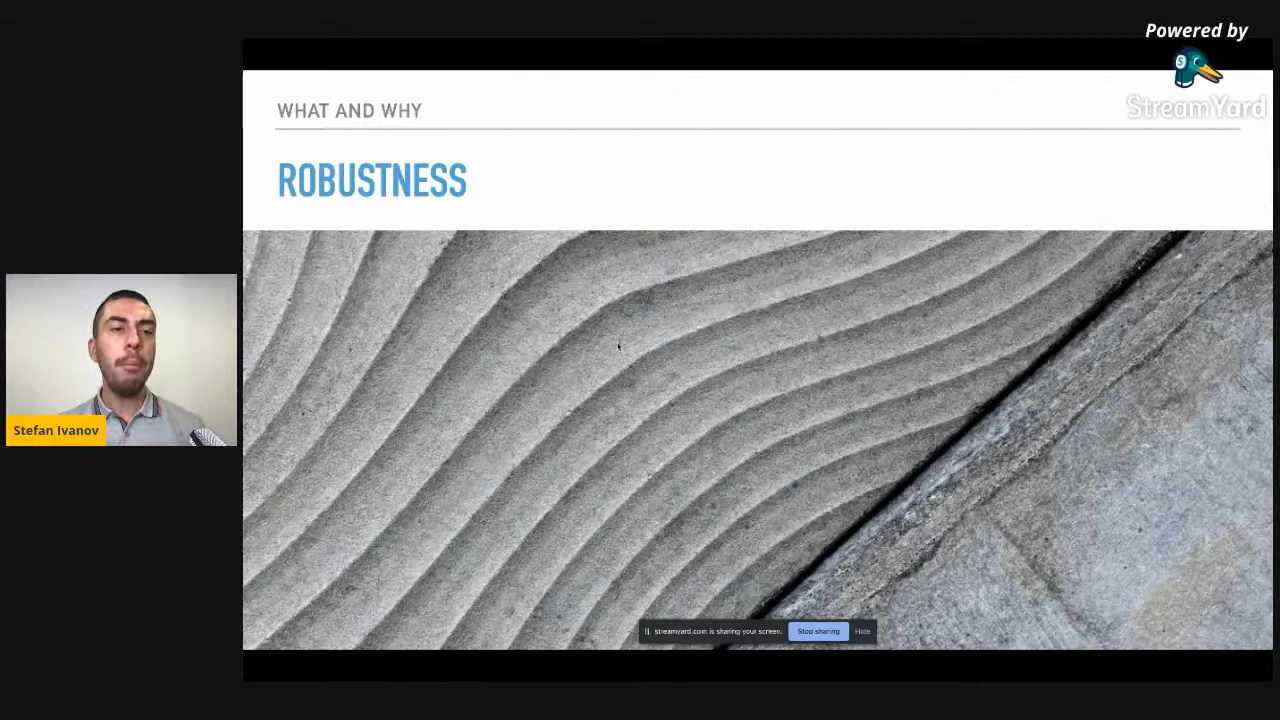 Powered by
StreamYard
WHAT AND WHY
ROBUSTNESS
Stefan Ivanov
streamyard.com is sharing your screen. Stop sharing Hide